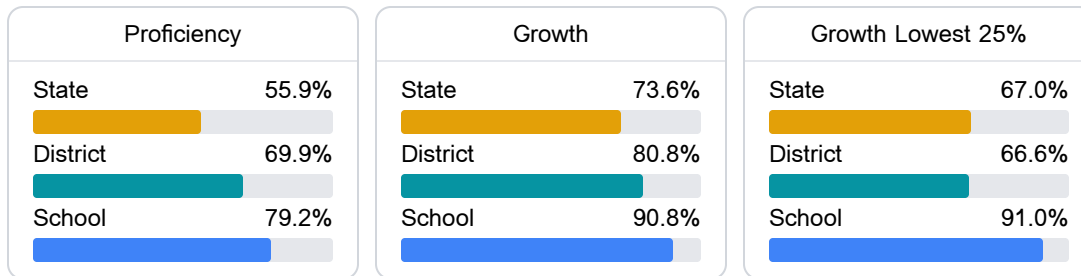 Proficiency
State 55.9%
District 69.9%
School 79.2%
Growth
State 73.6%
District 80.8%
School 90.8%
Growth Lowest 25%
State 67.0%
District 66.6%
School 91.0%